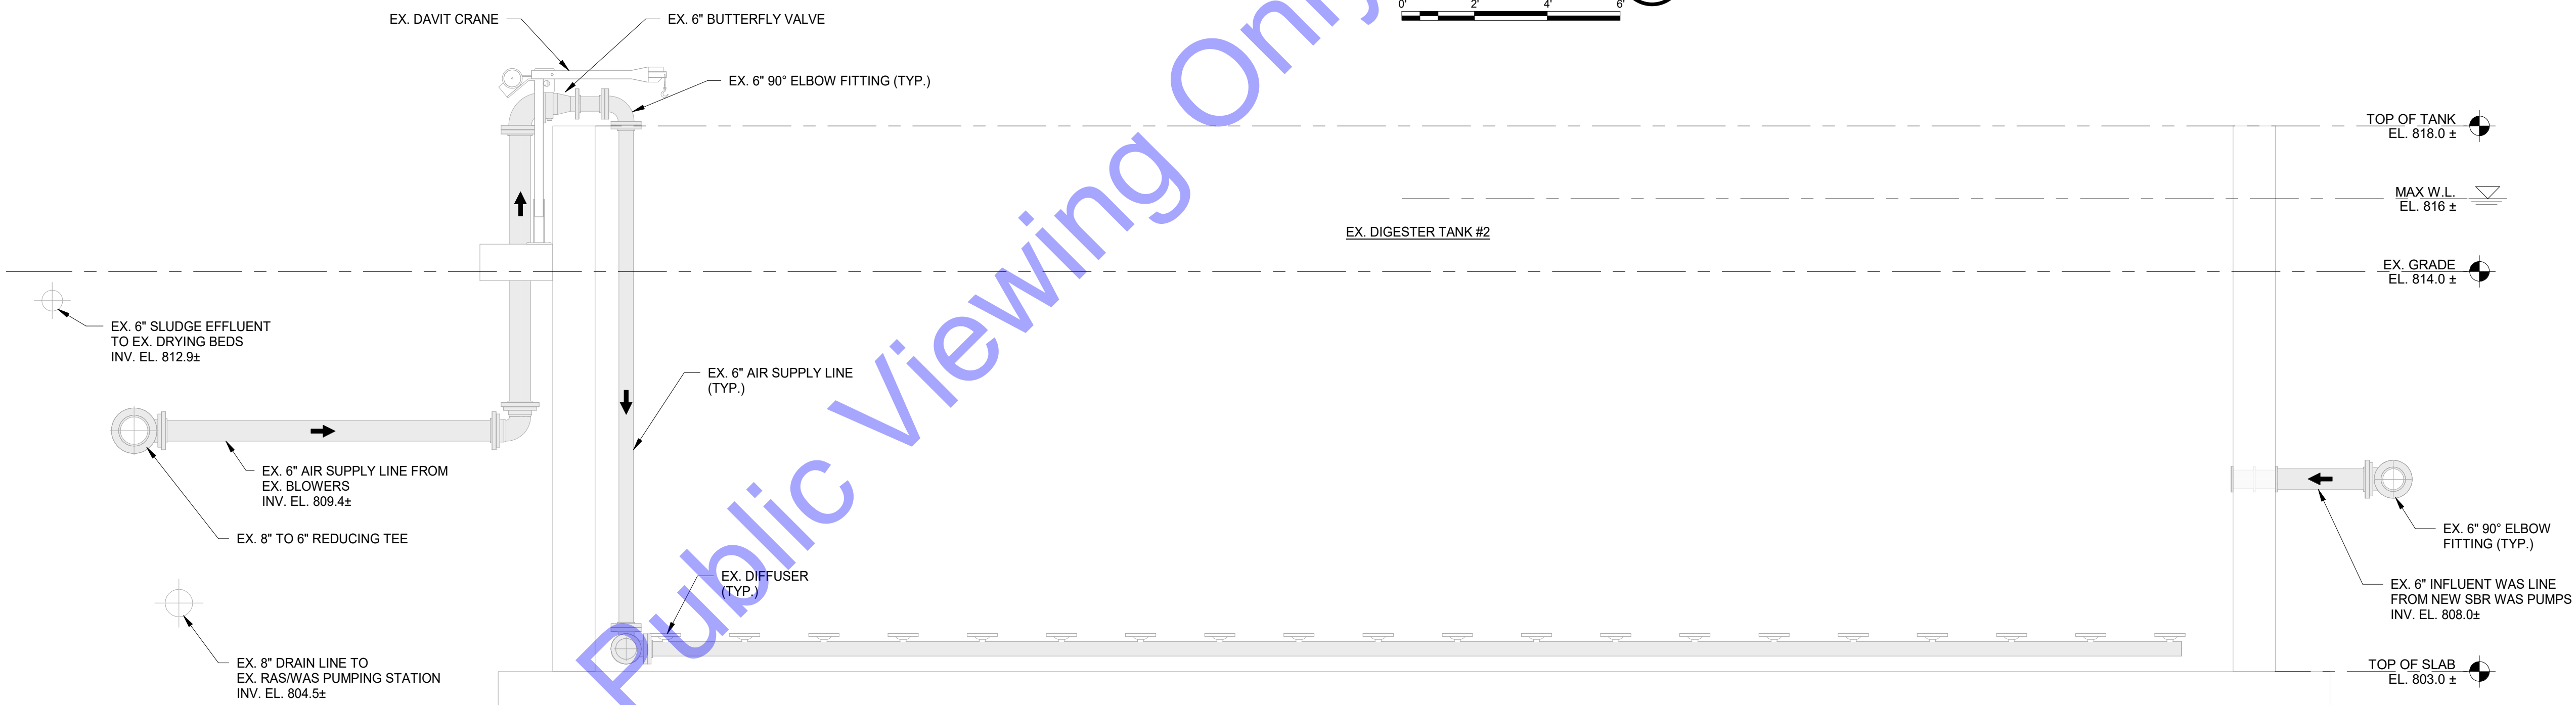 0' 2' 4' 6'
EX. DAVIT CRANE
EX. 6" BUTTERFLY VALVE
EX. 6" 90° ELBOW FITTING (TYP.)
TOP OF TANK
EL. 818.0 ±
MAX W.L.
EL. 816 ±
EX. DIGESTER TANK #2
EX. GRADE
EL. 814.0 ±
EX. 6" SLUDGE EFFLUENT
TO EX. DRYING BEDS
INV. EL. 812.9±
EX. 6" AIR SUPPLY LINE
(TYP.)
EX. 6" AIR SUPPLY LINE FROM
EX. BLOWERS
INV. EL. 809.4±
EX. 8" TO 6" REDUCING TEE
EX. 6" 90° ELBOW
FITTING (TYP.)
EX. DIFFUSER
(TYP.)
EX. 6" INFLUENT WAS LINE
FROM NEW SBR WAS PUMPS
INV. EL. 808.0±
EX. 8" DRAIN LINE TO
EX. RAS/WAS PUMPING STATION
INV. EL. 804.5±
TOP OF SLAB
EL. 803.0 ±
Public Viewing Only